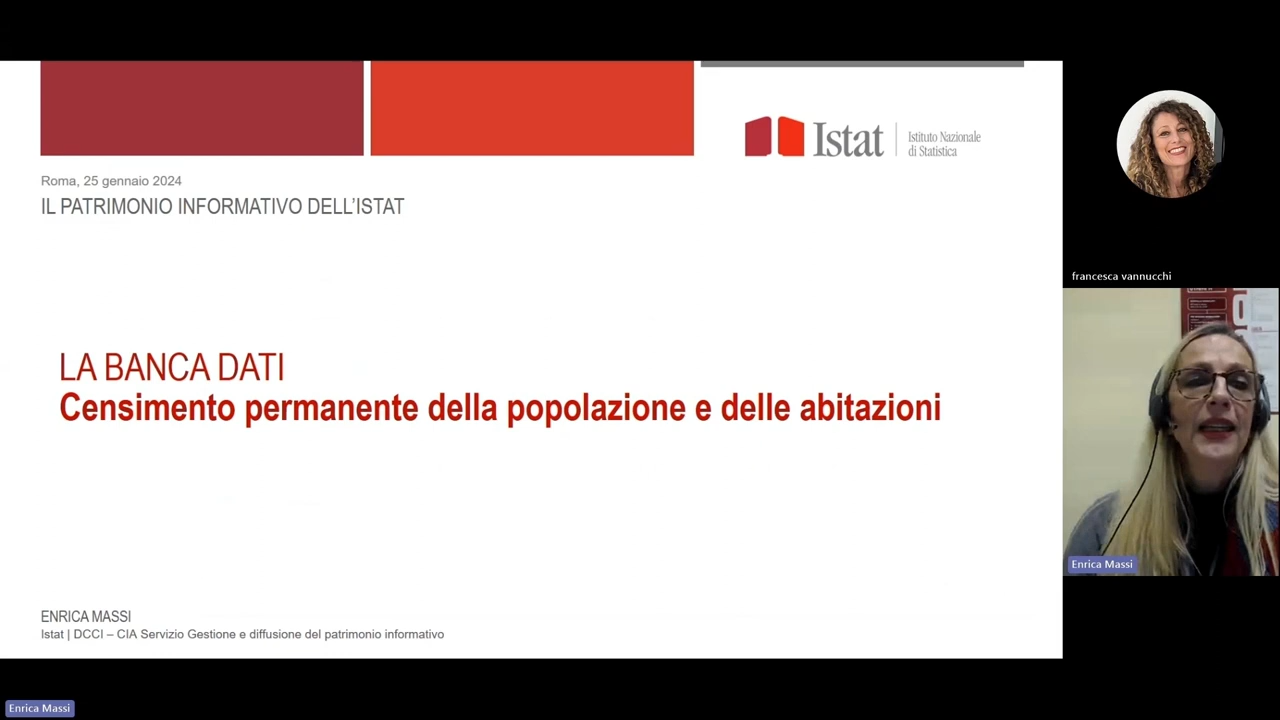 Istat
Istituto Nazionale
di Statistica
Roma, 25 gennaio 2024
IL PATRIMONIO INFORMATIVO DELL'ISTAT
LA BANCA DATI
Censimento permanente della popolazione e delle abitazioni
ENRICA MASSI
Istat | DCCI – CIA Servizio Gestione e diffusione del patrimonio informativo
francesca vannucchi
Enrica Massi
Enrica Massi